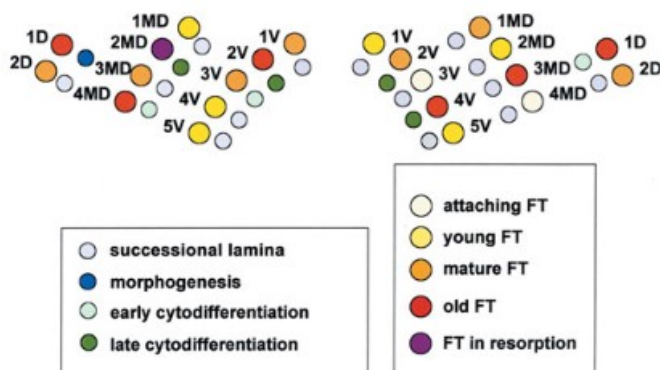 1MD
1D 2MD 2V 1V
2D 3MD 3V
4MD 4V
5V
1V 1MD
2V 2MD 1D
3V 3MD 2D
4V 4MD
5V
successional lamina
morphogenesis
early cytodifferentiation
late cytodifferentiation
attaching FT
young FT
mature FT
old FT
FT in resorption